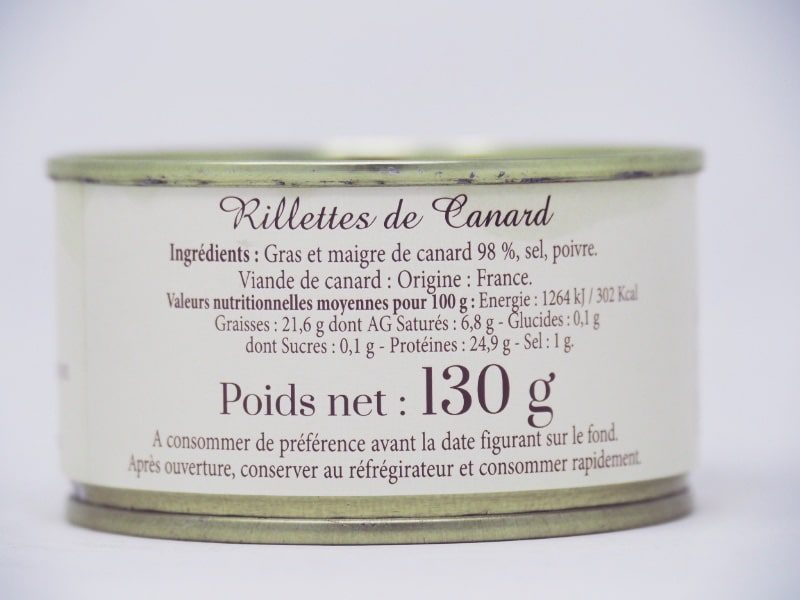 Rillettes de Canard
Ingrédients : Gras et maigre de canard 98 %, sel, poivre.
Viande de canard : Origine : France.
Valeurs nutritionnelles moyennes pour 100 g : Energie : 1264 kJ / 302 Kcal
Graisses : 21,6 g dont AG Saturés : 6,8 g - Glucides : 0,1 g
dont Sucres : 0,1 g - Protéines : 24,9 g - Sel : 1 g.
Poids net : 130 g
A consommer de préférence avant la date figurant sur le fond.
Après ouverture, conserver au réfrégirateur et consommer rapidement.